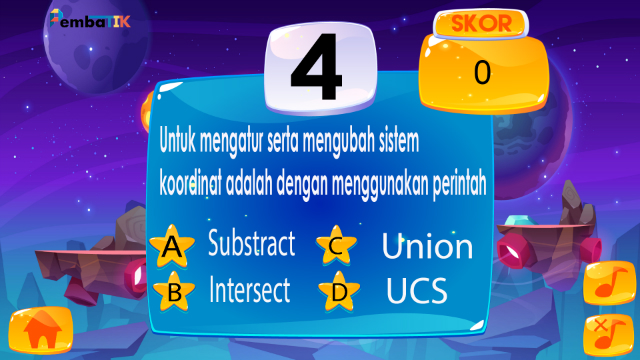 PembaTIK
4
SKOR
0
Untuk mengatur serta mengubah sistem
koordinat adalah dengan menggunakan perintah
A Substract
C Union
B Intersect
D UCS